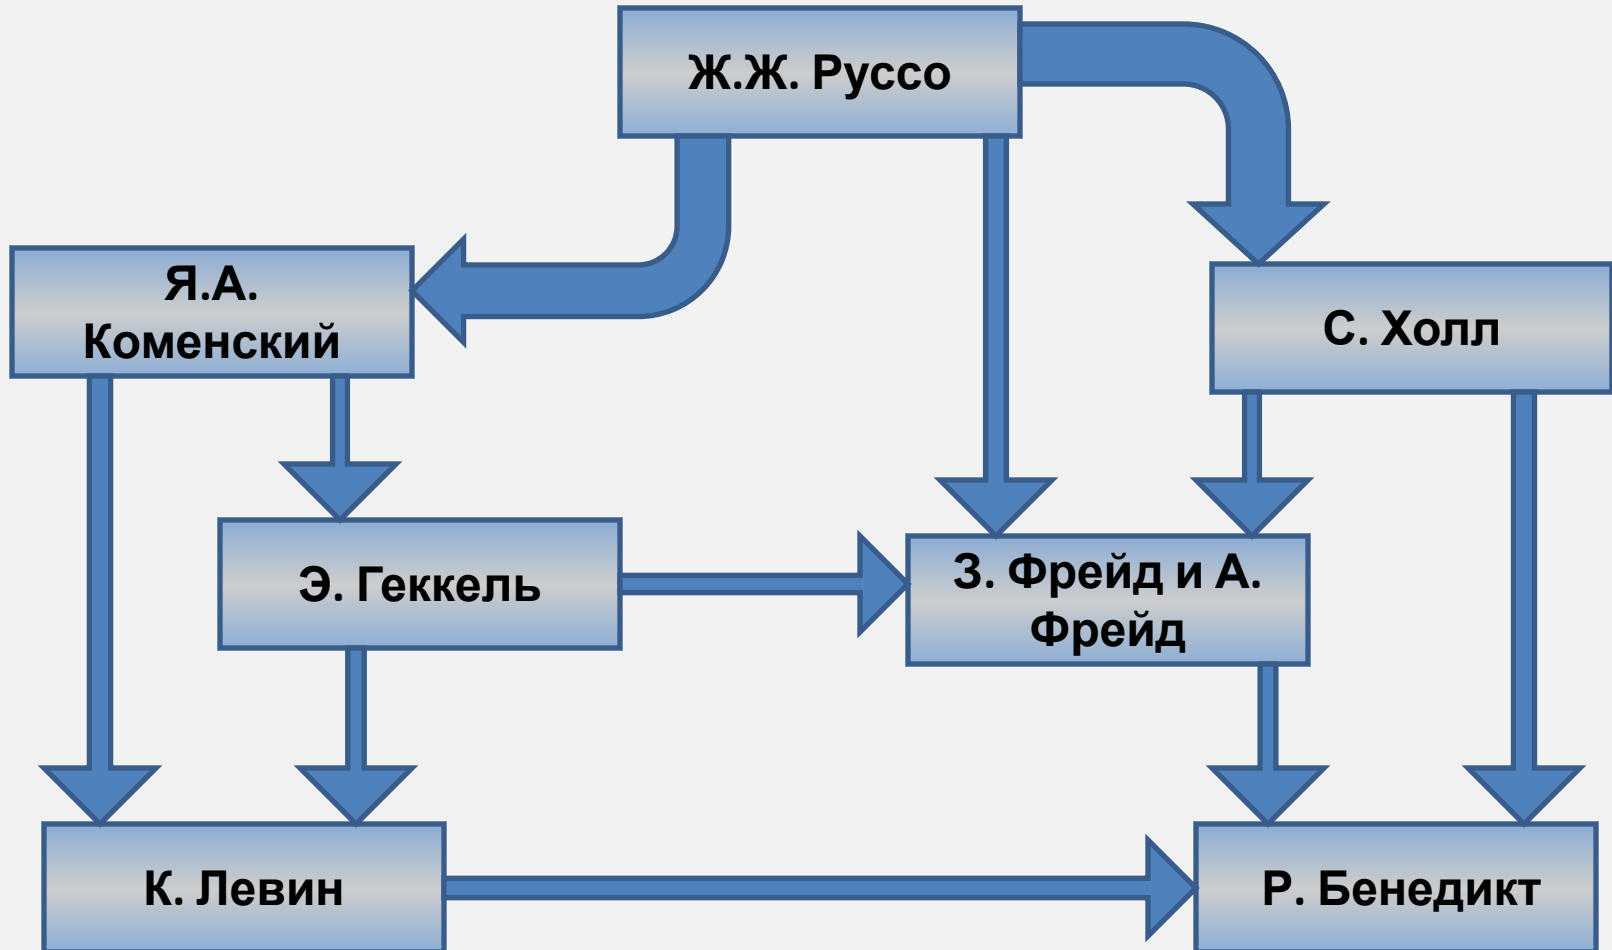 Ж.Ж. Руссо
Я.А.
Коменский
С. Холл
Э. Геккель
З. Фрейд и А.
Фрейд
К. Левин
Р. Бенедикт